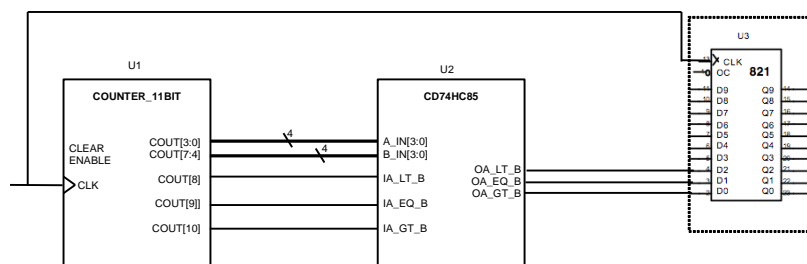 U1
U2
U3
COUNTER_11BIT
CD74HC85
821
CLK
OC
CLEAR
ENABLE
CLK
COUT[3:0]
COUT[7:4]
COUT[8]
COUT[9]]
COUT[10]
4
4
A_IN[3:0]
B_IN[3:0]
IA_LT_B
IA_EQ_B
IA_GT_B
OA_LT_B
OA_EQ_B
OA_GT_B
D9 Q9
D8 Q8
D7 Q7
D6 Q6
D5 Q5
D4 Q4
D3 Q3
D2 Q2
D1 Q1
D0 Q0